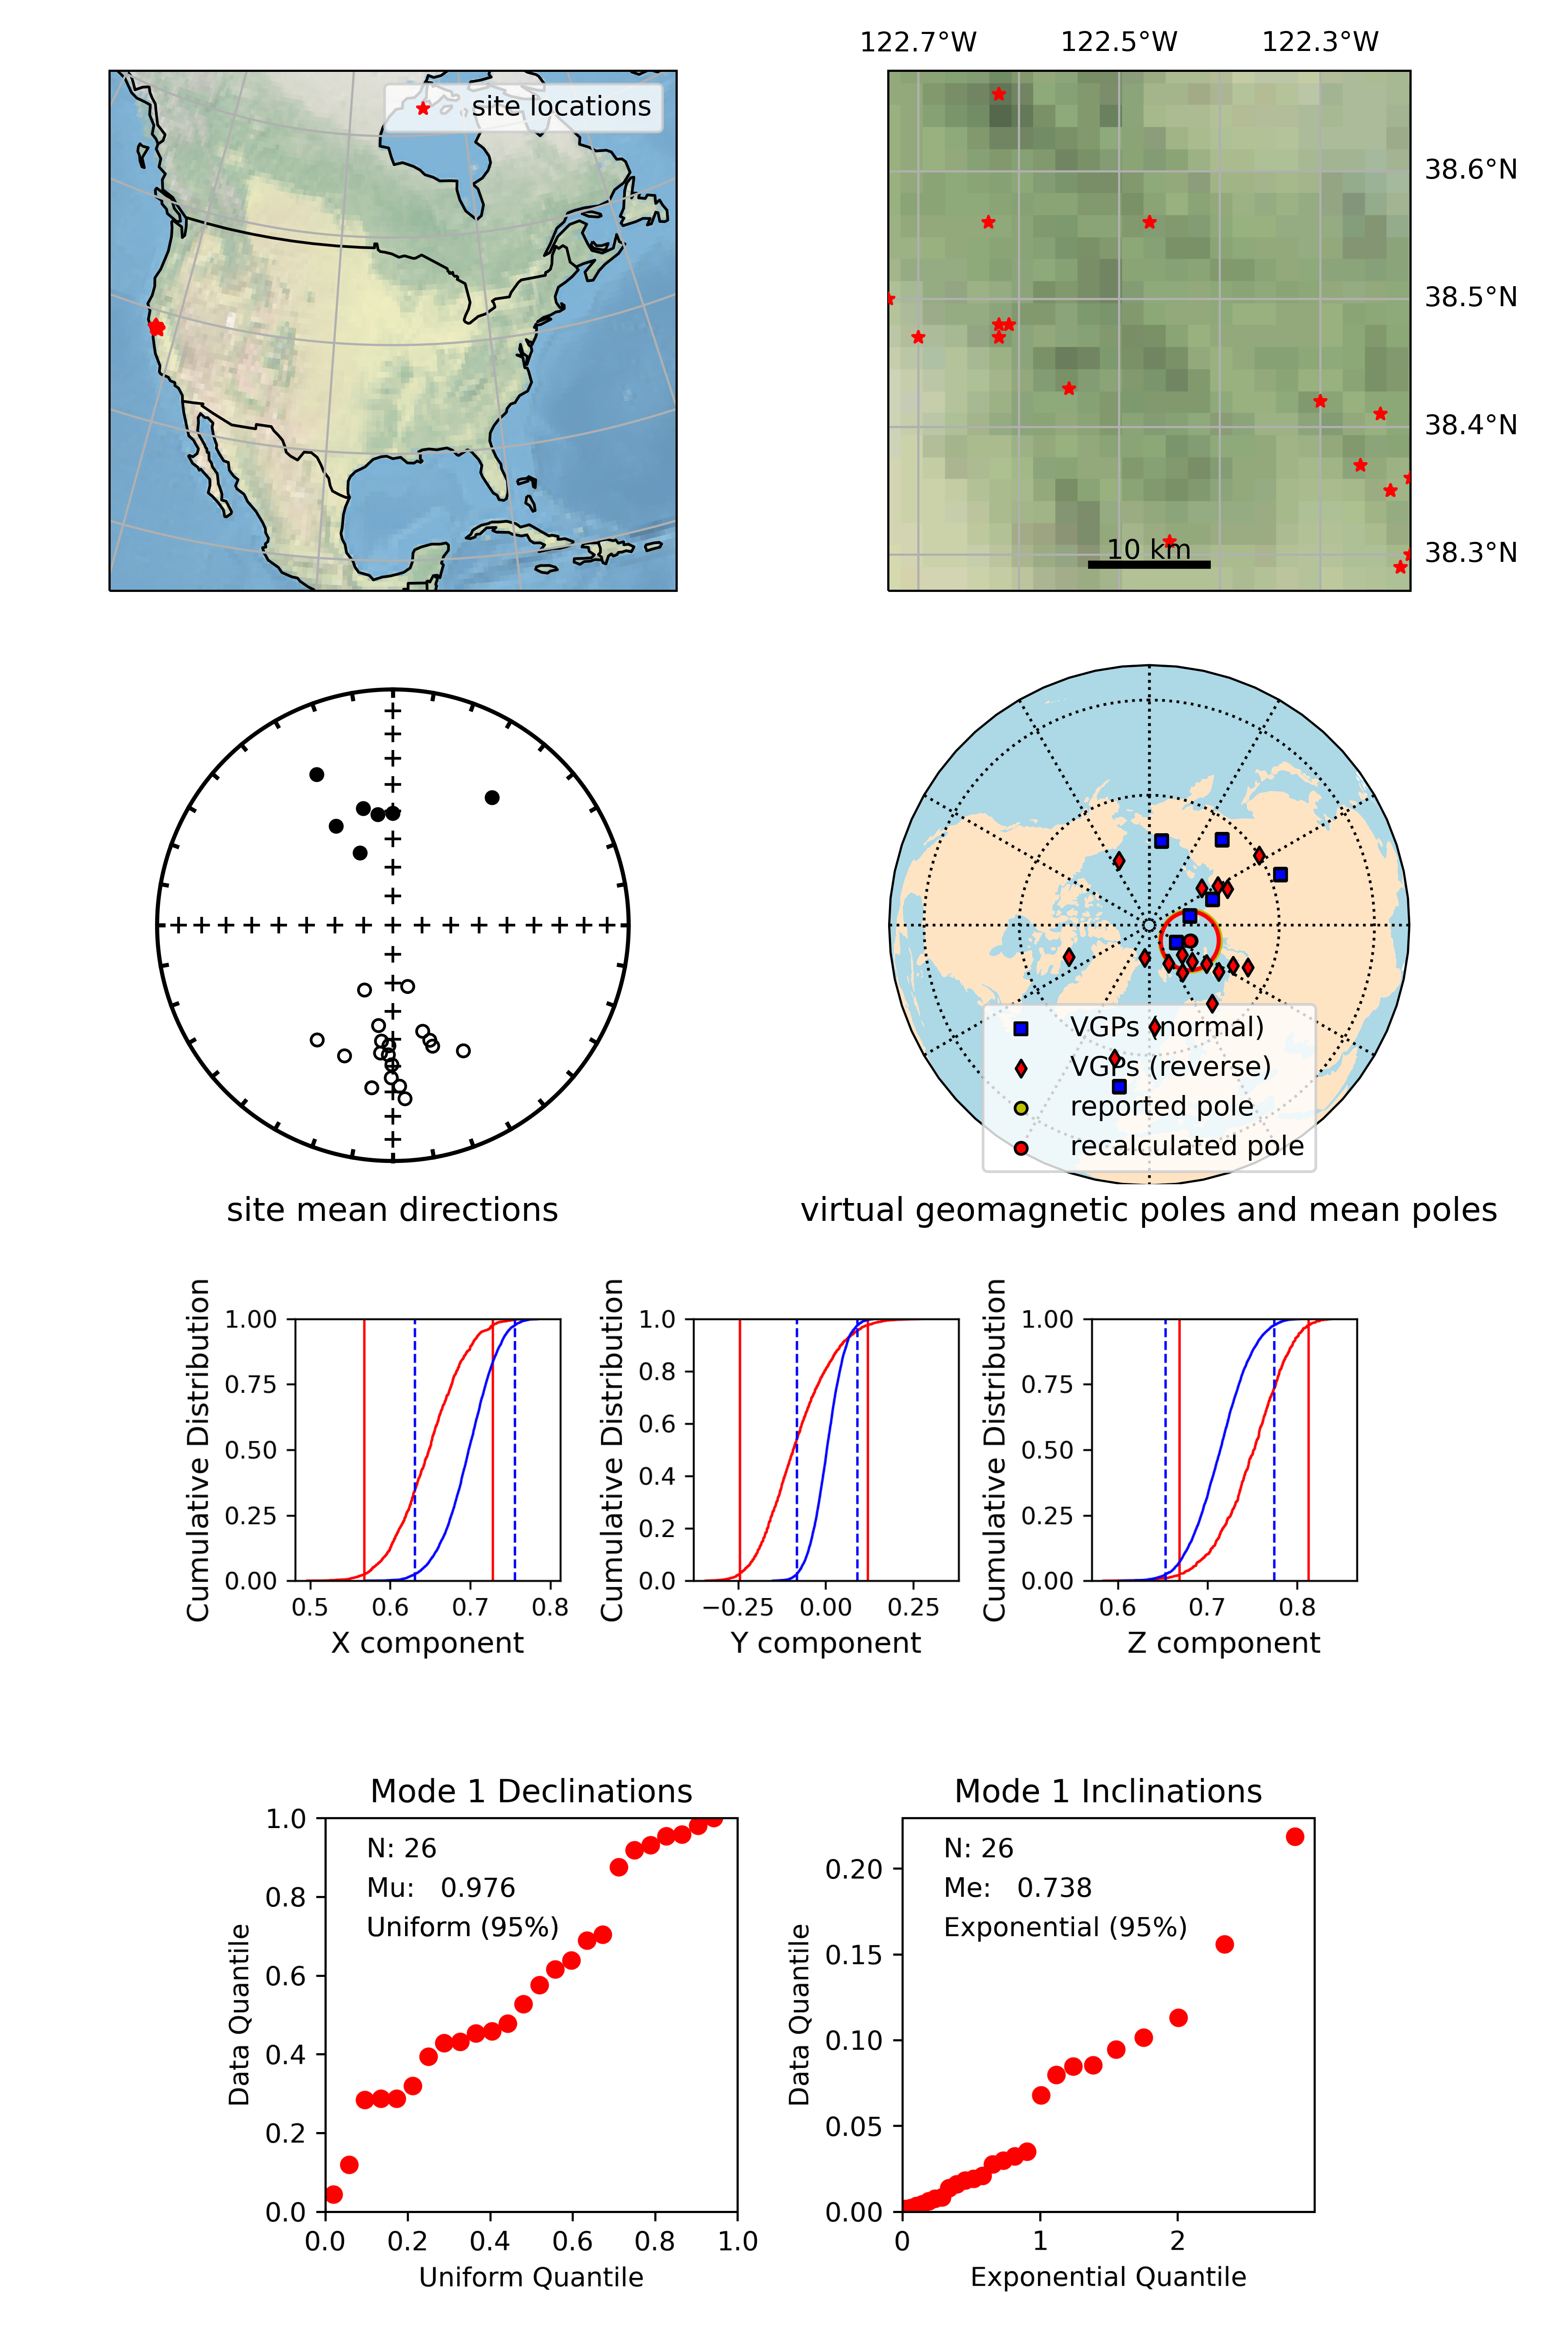 122.7°W 122.5°W 122.3°W
site locations
38.6°N
38.5°N
38.4°N
38.3°N
10 km
VGPs (normal)
VGPs (reverse)
reported pole
recalculated pole
site mean directions
virtual geomagnetic poles and mean poles
Cumulative Distribution
1.00
0.75
0.50
0.25
0.00
0.5 0.6 0.7 0.8
X component
Cumulative Distribution
1.0
0.8
0.6
0.4
0.2
0.0
−0.25 0.00 0.25
Y component
Cumulative Distribution
1.00
0.75
0.50
0.25
0.00
0.6 0.7 0.8
Z component
Mode 1 Declinations
N: 26
Mu: 0.976
Uniform (95%)
Data Quantile
1.0
0.8
0.6
0.4
0.2
0.0
0.0 0.2 0.4 0.6 0.8 1.0
Uniform Quantile
Mode 1 Inclinations
N: 26
Me: 0.738
Exponential (95%)
Data Quantile
0.20
0.15
0.10
0.05
0.00
0 1 2
Exponential Quantile